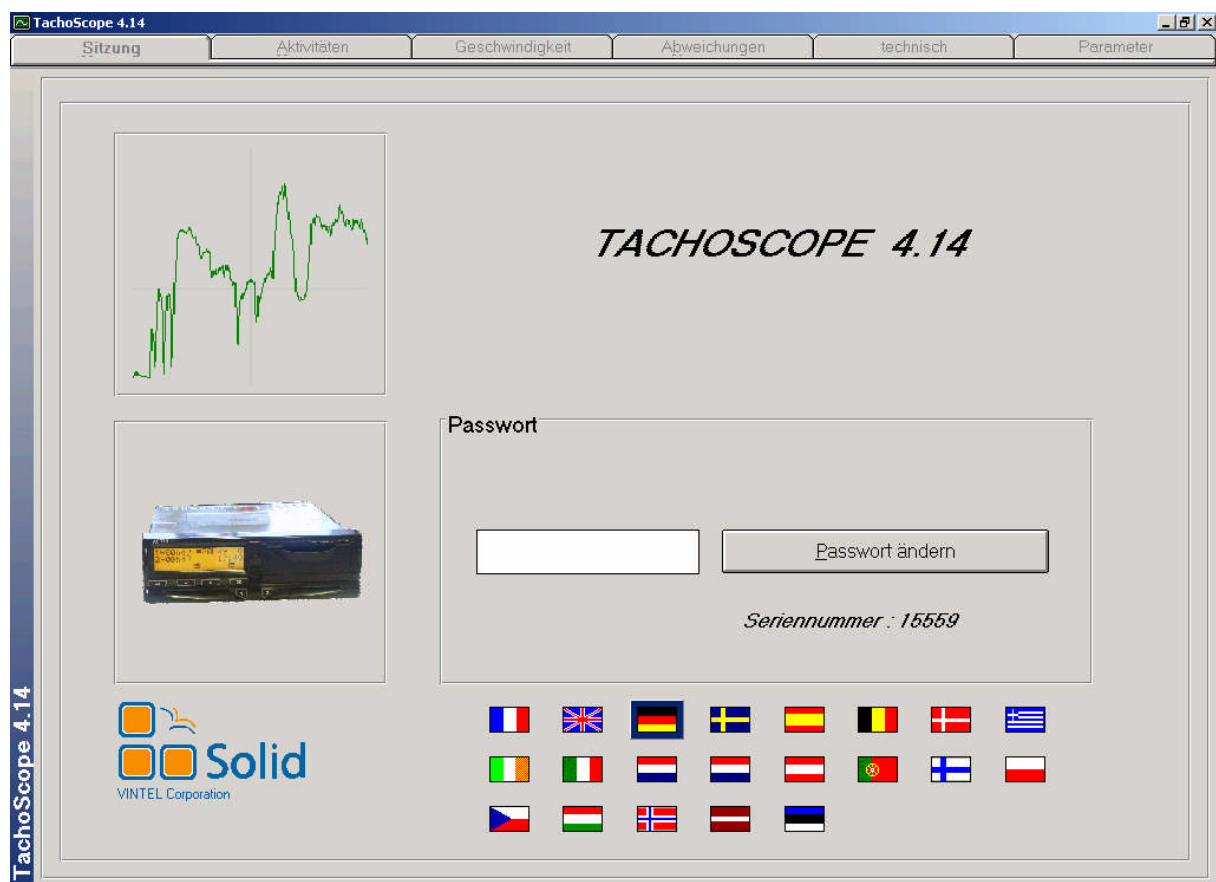 TachoScope 4.14
Sitzung Aktivitäten Geschwindigkeit Abweichungen technisch Parameter
TACHOSCOPE 4.14
Passwort
Passwort ändern
Seriennummer : 15559
Solid
VINTEL Corporation
TachoScope 4.14